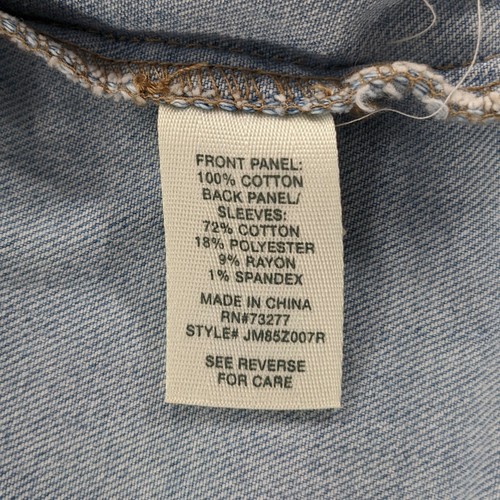 FRONT PANEL:
100% COTTON
BACK PANEL/
SLEEVES:
72% COTTON
18% POLYESTER
9% RAYON
1% SPANDEX
MADE IN CHINA
RN#73277
STYLE# JM85Z007R
SEE REVERSE
FOR CARE